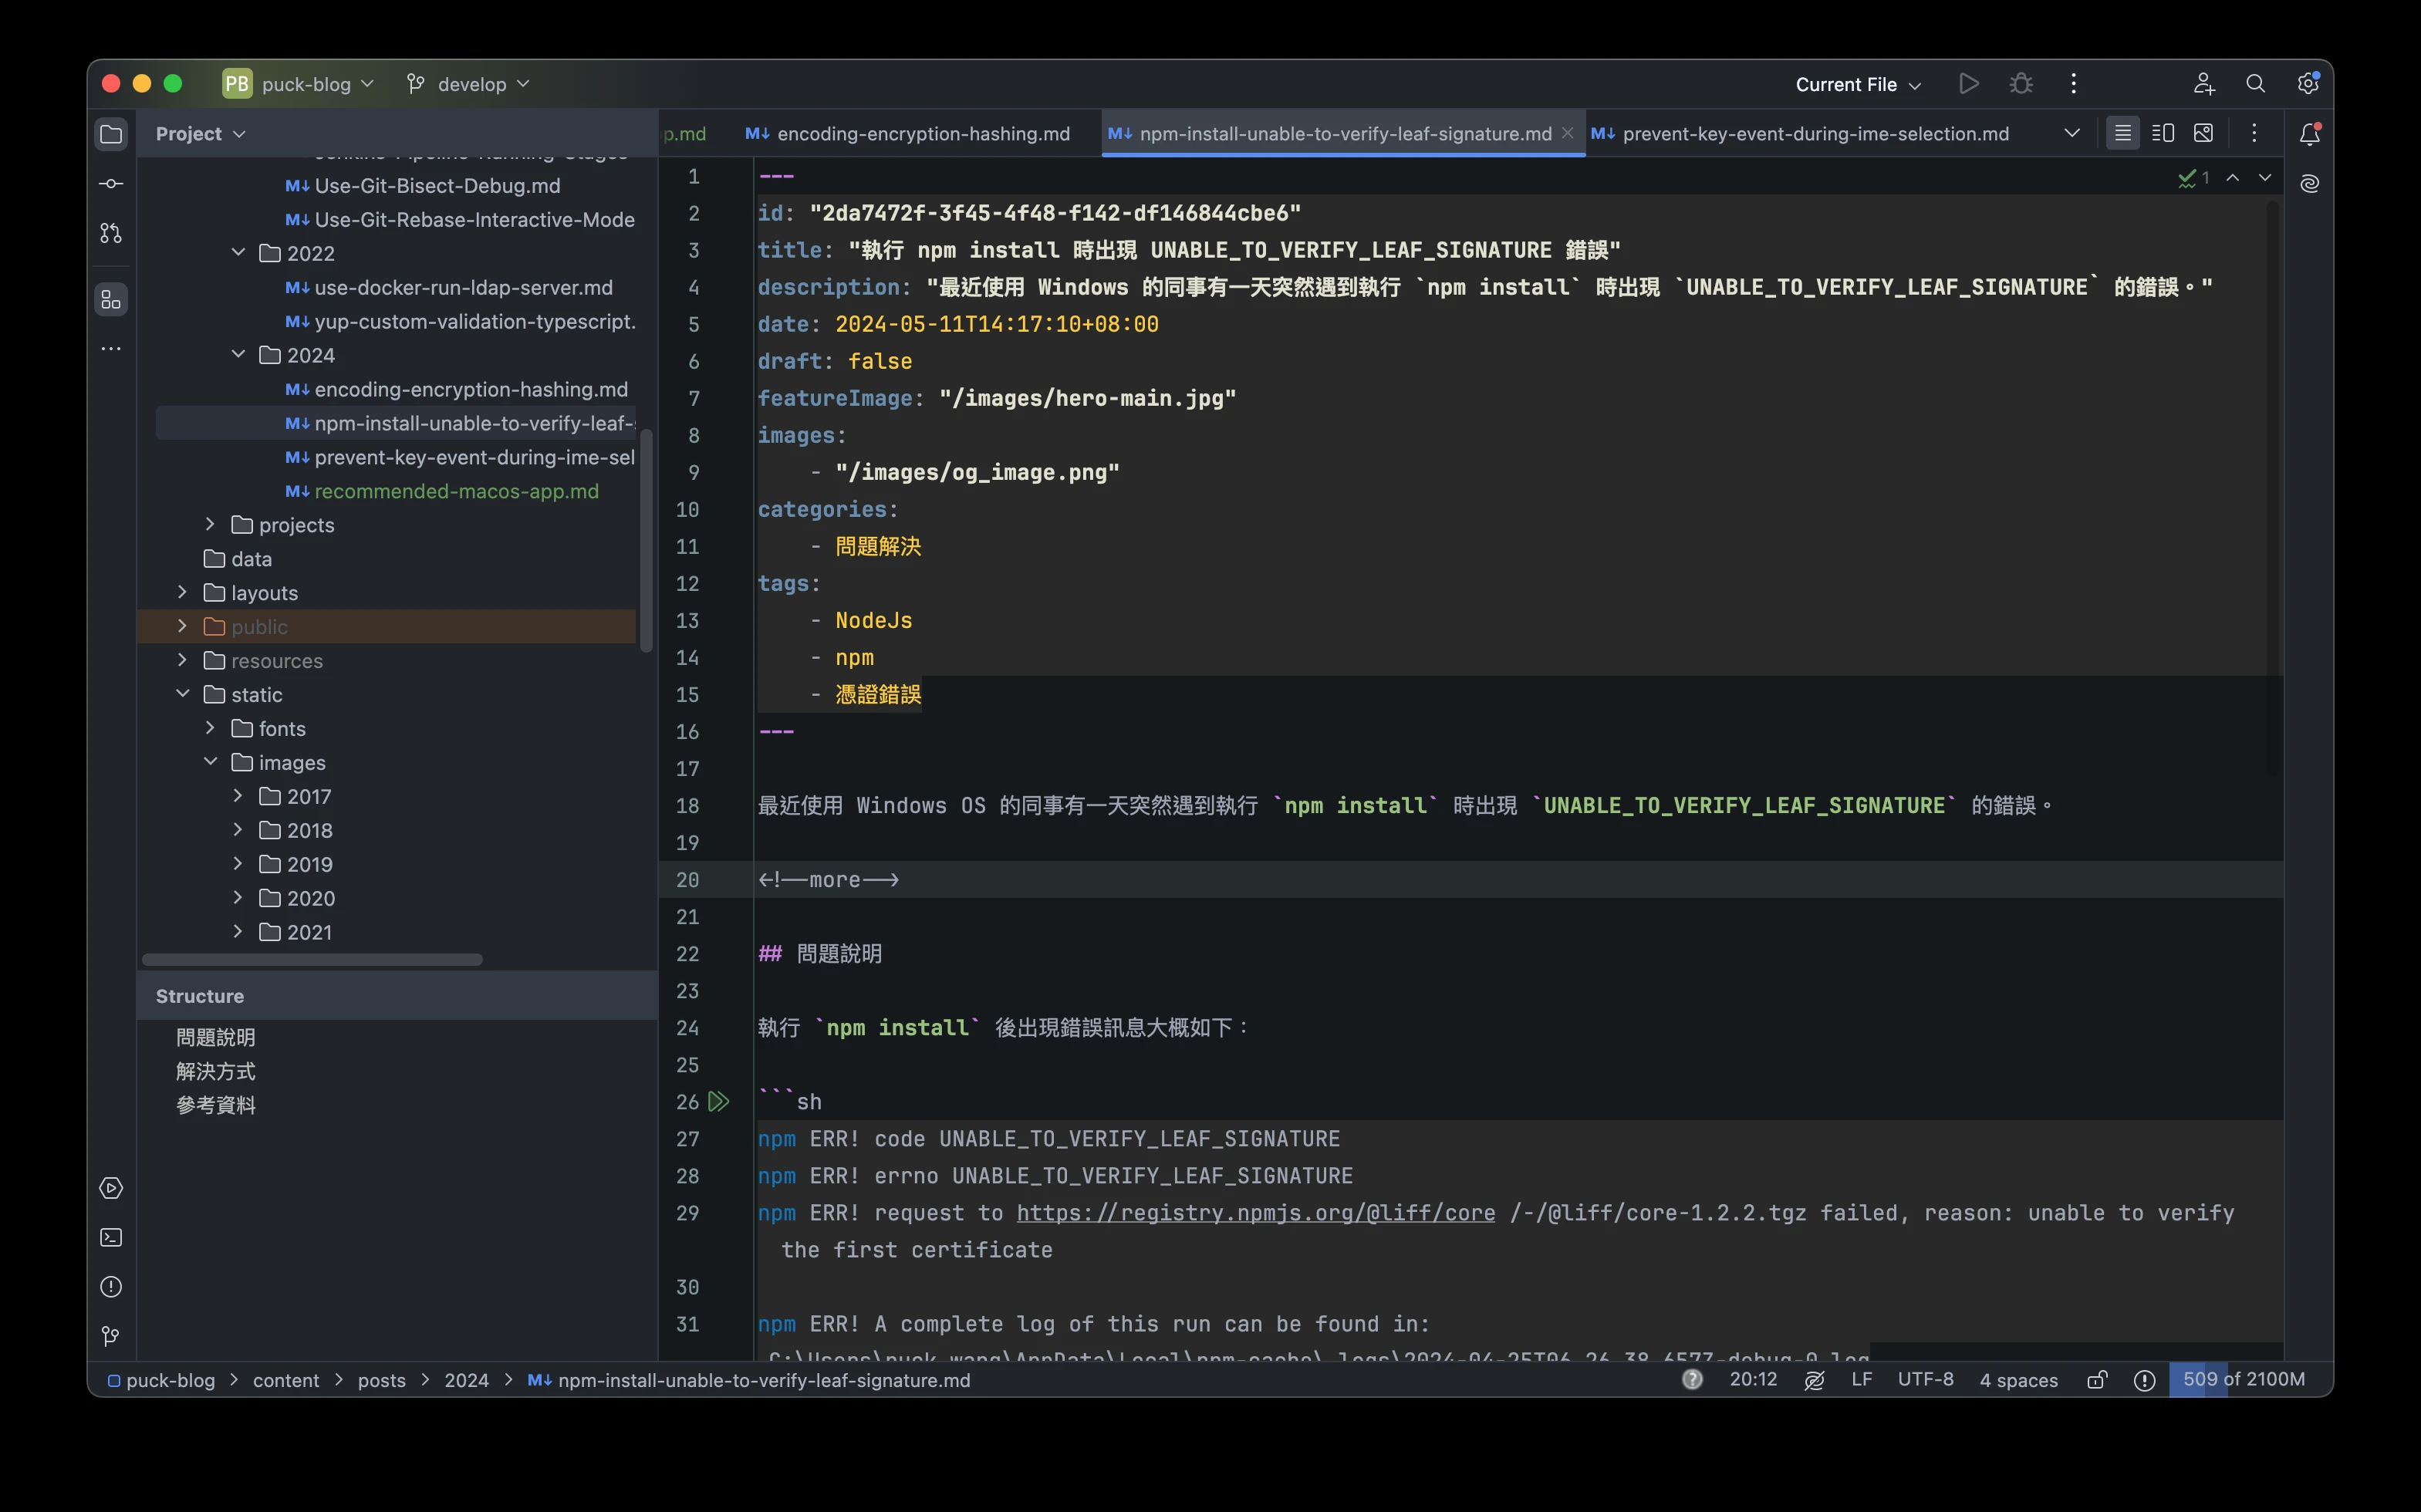 PB puck-blog develop Current File
Project
p.md encoding-encryption-hashing.md npm-install-unable-to-verify-leaf-signature.md prevent-key-event-during-ime-selection.md
Use-Git-Bisect-Debug.md
Use-Git-Rebase-Interactive-Mode
2022
use-docker-run-ldap-server.md
yup-custom-validation-typescript.
2024
encoding-encryption-hashing.md
npm-install-unable-to-verify-leaf-
prevent-key-event-during-ime-sel
recommended-macos-app.md
projects
data
layouts
public
resources
static
fonts
images
2017
2018
2019
2020
2021
Structure
問題說明
解決方式
參考資料
1 ---
1
2 id: "2da7472f-3f45-4f48-f142-df146844cbe6"
3 title: "執行 npm install 時出現 UNABLE_TO_VERIFY_LEAF_SIGNATURE 錯誤"
4 description: "最近使用 Windows 的同事有一天突然遇到執行 `npm install` 時出現 `UNABLE_TO_VERIFY_LEAF_SIGNATURE` 的錯誤。"
5 date: 2024-05-11T14:17:10+08:00
6 draft: false
7 featureImage: "/images/hero-main.jpg"
8 images:
9 - "/images/og_image.png"
10 categories:
11 - 問題解決
12 tags:
13 - NodeJs
14 - npm
15 - 憑證錯誤
16 ---
17
18 最近使用 Windows OS 的同事有一天突然遇到執行 `npm install` 時出現 `UNABLE_TO_VERIFY_LEAF_SIGNATURE` 的錯誤。
19
20 <!--more-->
21
22 ## 問題說明
23
24 執行 `npm install` 後出現錯誤訊息大概如下：
25
26 ```sh
27 npm ERR! code UNABLE_TO_VERIFY_LEAF_SIGNATURE
28 npm ERR! errno UNABLE_TO_VERIFY_LEAF_SIGNATURE
29 npm ERR! request to https://registry.npmjs.org/@liff/core /-/@liff/core-1.2.2.tgz failed, reason: unable to verify
the first certificate
30
31 npm ERR! A complete log of this run can be found in:
C:\Users\puck.wang\AppData\Local\npm-cache\_logs\2024-04-25T06_26_38_657Z-debug-0.log
puck-blog > content > posts > 2024 > npm-install-unable-to-verify-leaf-signature.md 20:12 LF UTF-8 4 spaces 509 of 2100M